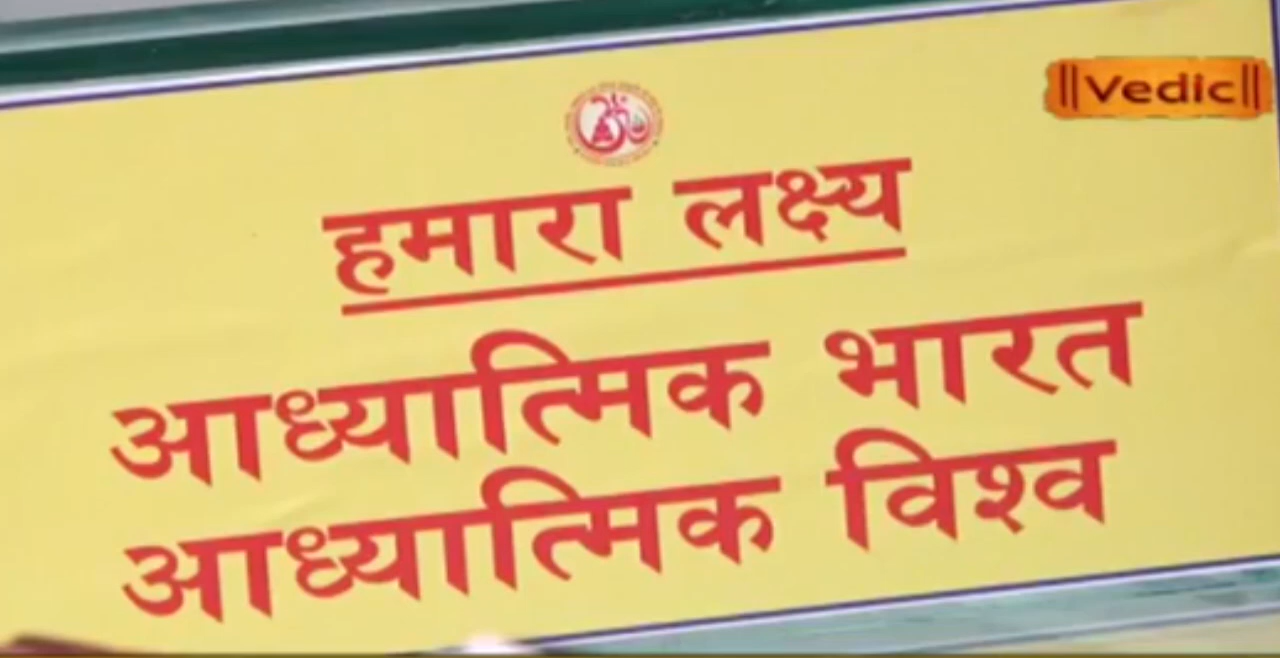 ||Vedic||
हमारा लक्ष्य
आध्यात्मिक भारत
आध्यात्मिक विश्व